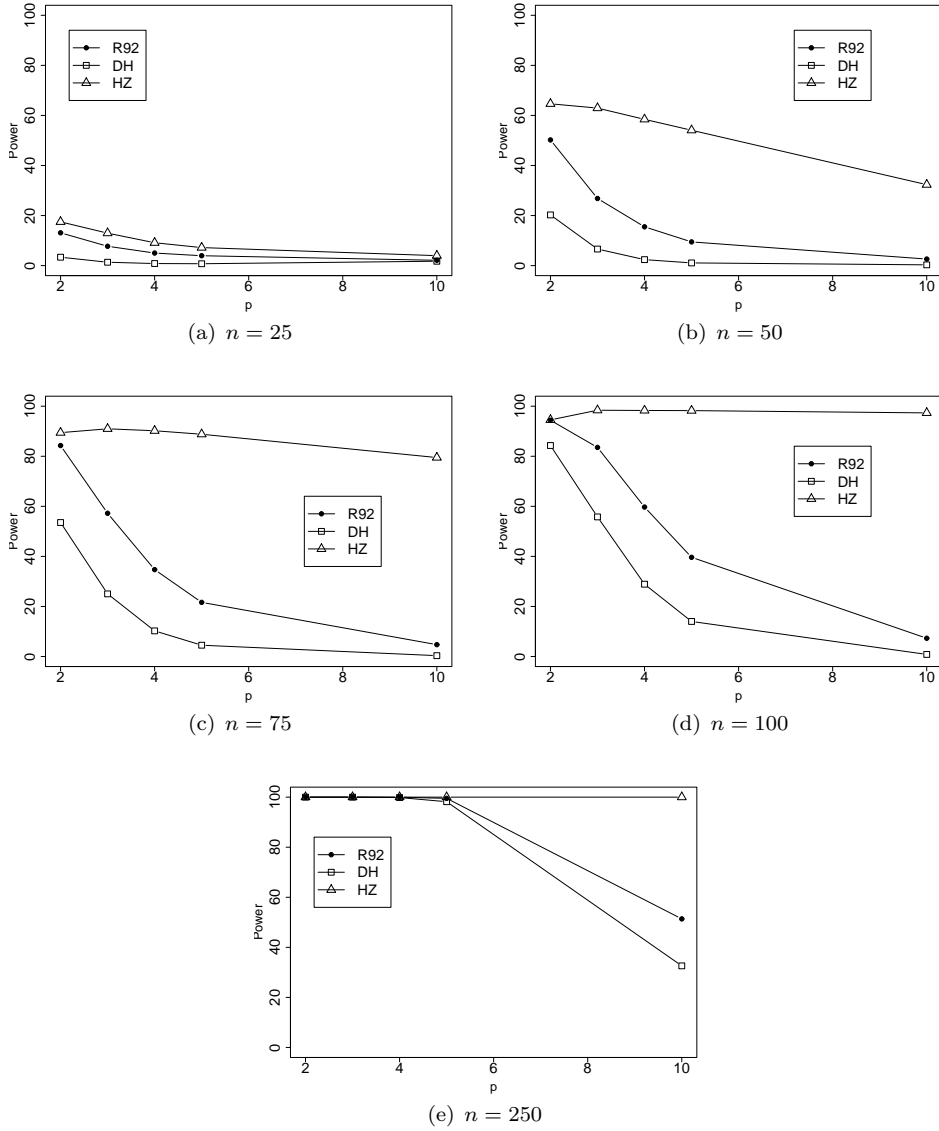 100
80
60
40
20
0
Power
R92
DH
HZ
2 4 6 8 10
p
(a) n = 25
100
80
60
40
20
0
Power
R92
DH
HZ
2 4 6 8 10
p
(b) n = 50
100
80
60
40
20
0
Power
R92
DH
HZ
2 4 6 8 10
p
(c) n = 75
100
80
60
40
20
0
Power
R92
DH
HZ
2 4 6 8 10
p
(d) n = 100
100
80
60
40
20
0
Power
R92
DH
HZ
2 4 6 8 10
p
(e) n = 250